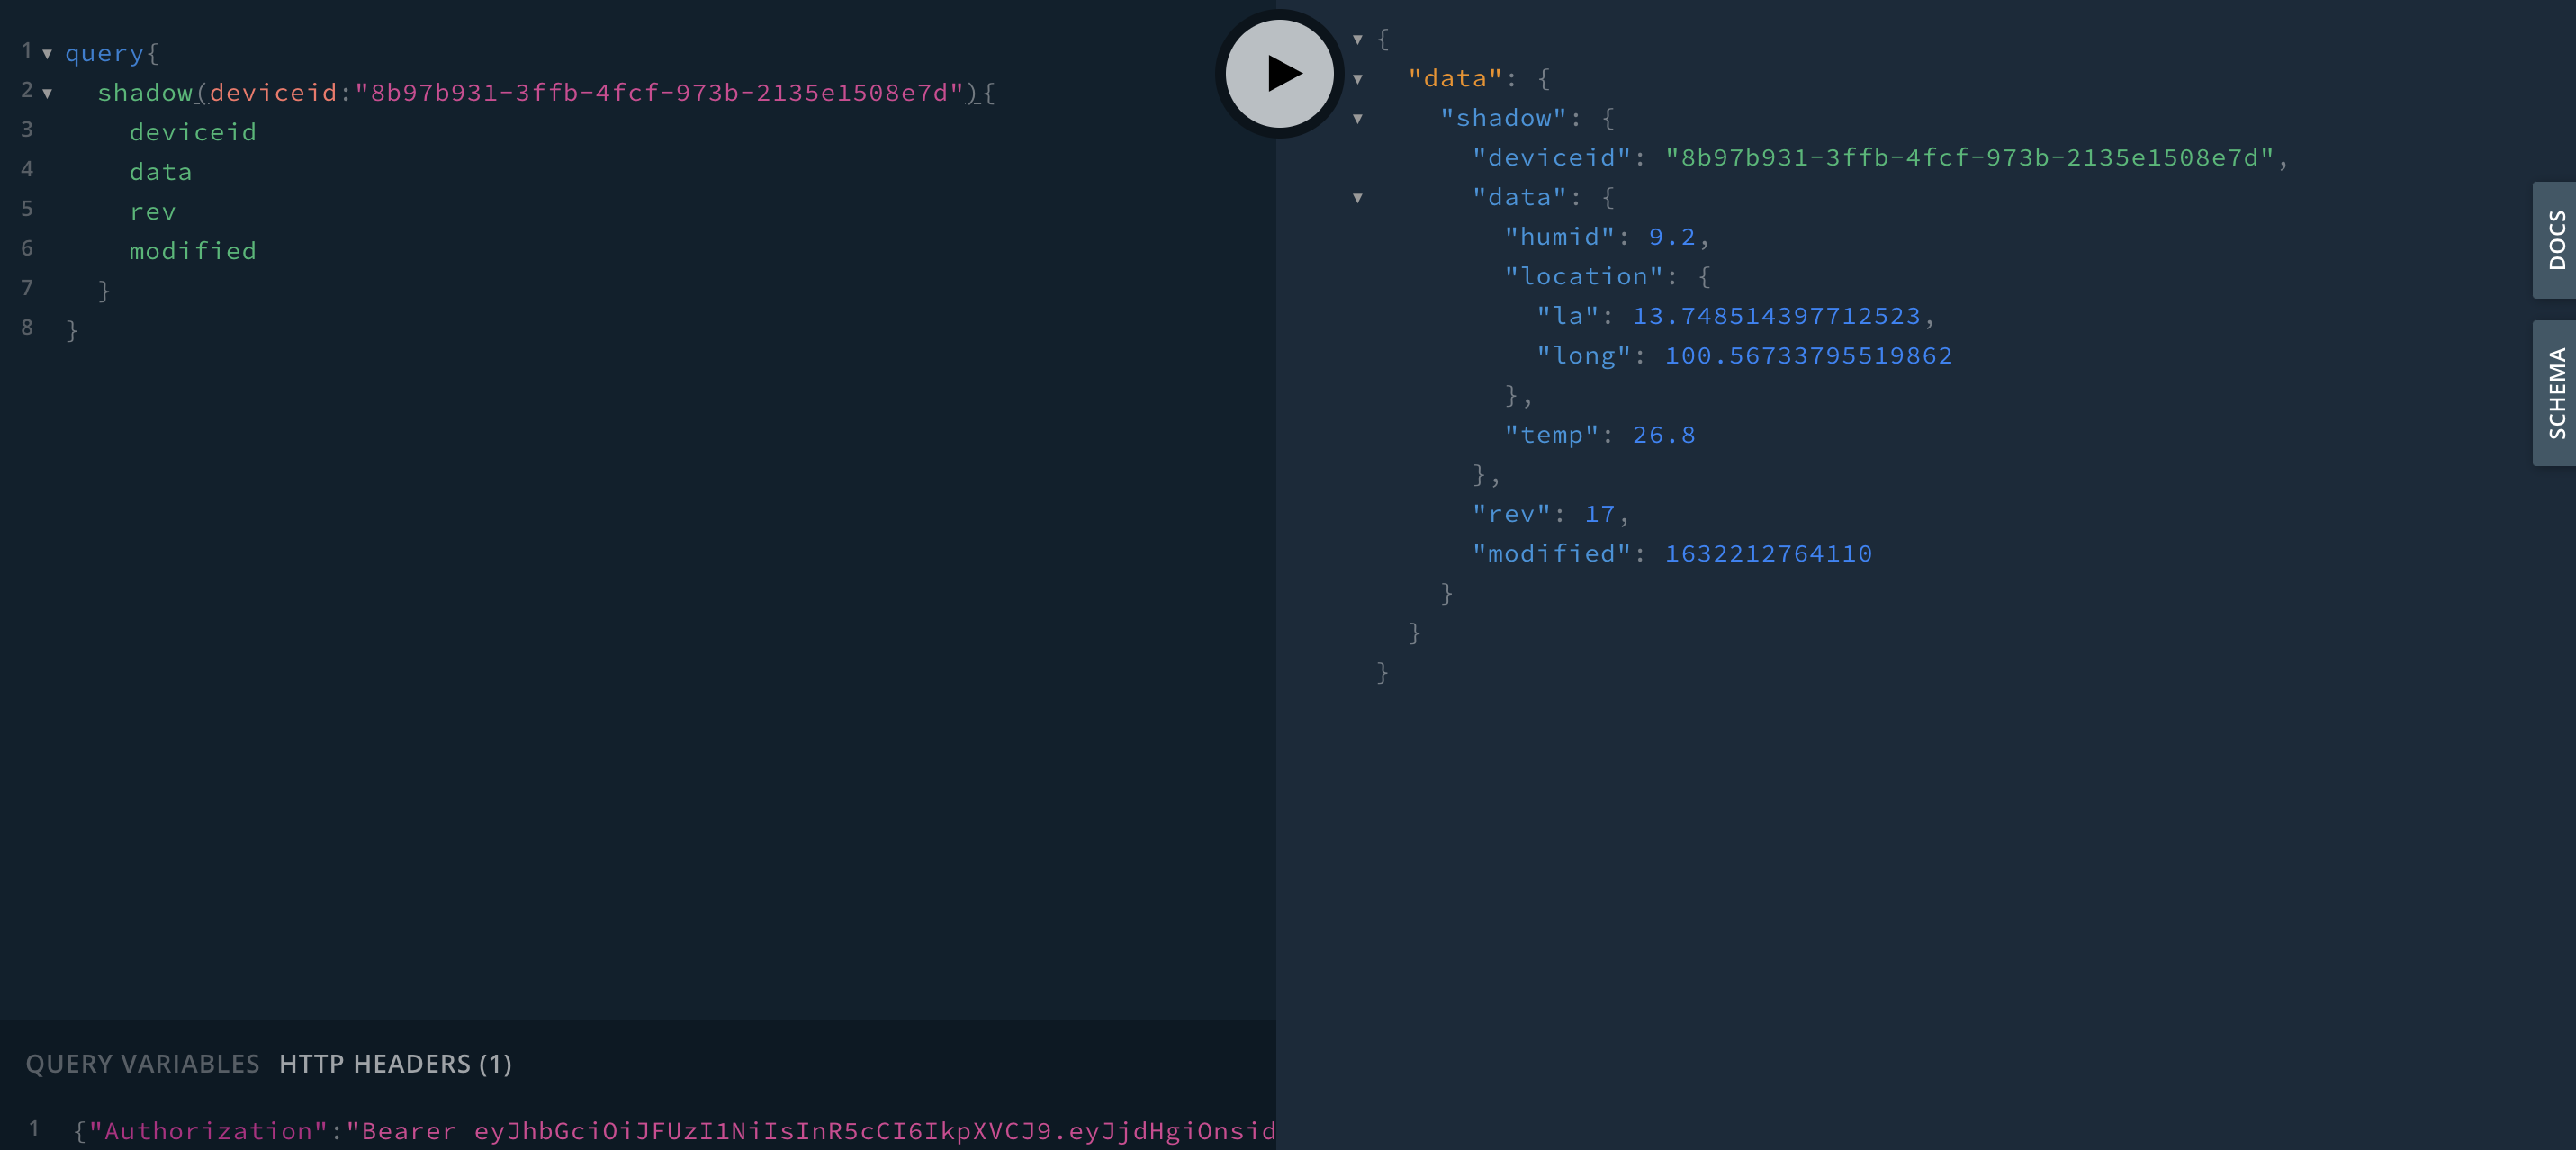 1 query{
2 shadow(deviceid:"8b97b931-3ffb-4fcf-973b-2135e1508e7d"){
3 deviceid
4 data
5 rev
6 modified
7 }
8 }
QUERY VARIABLES HTTP HEADERS (1)
1 {"Authorization":"Bearer eyJhbGciOiJFUzI1NiIsInR5cCI6IkpXVCJ9.eyJjdHgiOnsid
{
"data": {
"shadow": {
"deviceid": "8b97b931-3ffb-4fcf-973b-2135e1508e7d",
"data": {
"humid": 9.2,
"location": {
"la": 13.748514397712523,
"long": 100.56733795519862
},
"temp": 26.8
},
"rev": 17,
"modified": 1632212764110
}
}
}
DOCS
SCHEMA